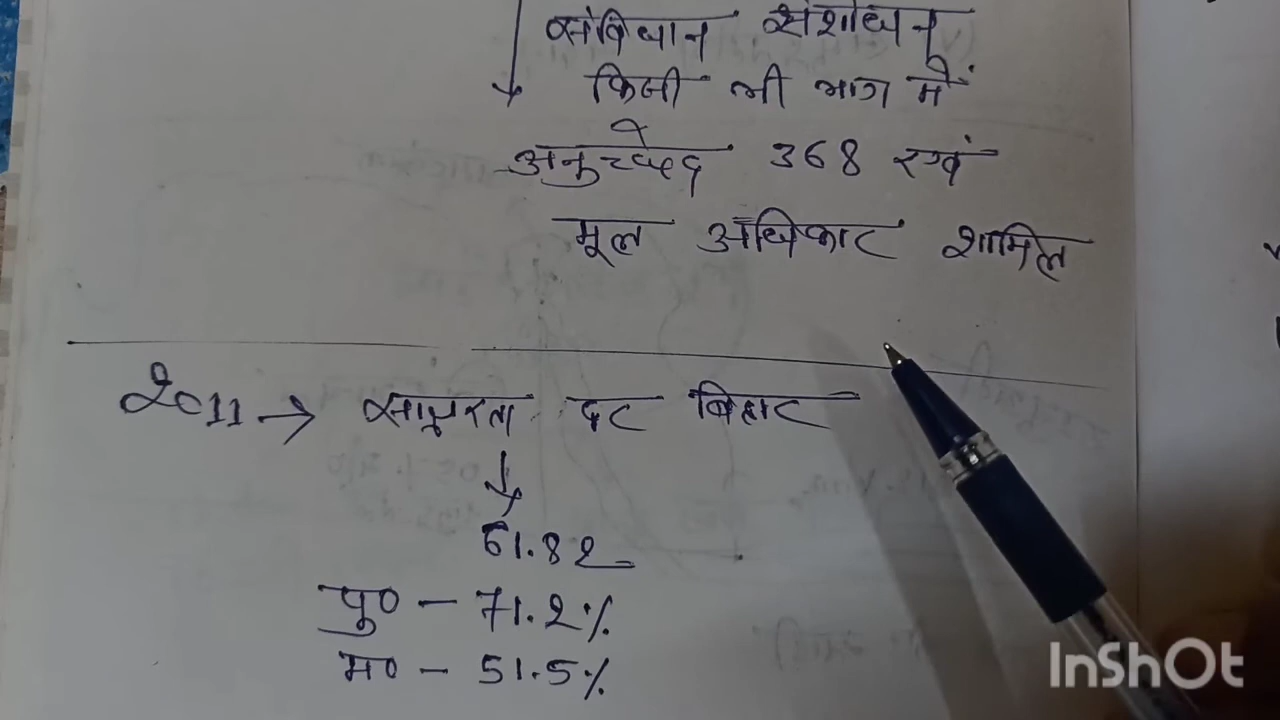 संविधान संशोधन
किसी भी भाग में
अनुच्छेद 368 एवं
मूल अधिकार शामिल
2011 → साक्षरता दर बिहार
61.82
पु० - 71.2%
म० - 51.5%
InShOt